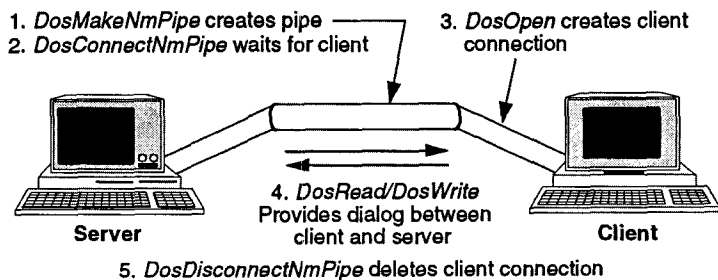 1. DosMakeNmPipe creates pipe
2. DosConnectNmPipe waits for client
3. DosOpen creates client
connection
4. DosRead/DosWrite
Provides dialog between
client and server
Server
Client
5. DosDisconnectNmPipe deletes client connection